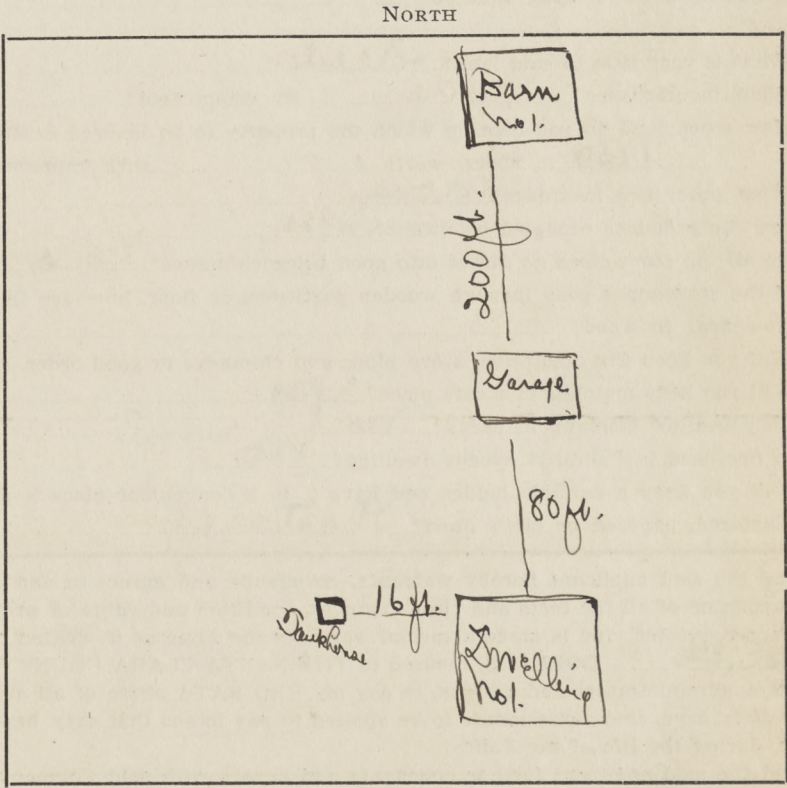 NORTH
Barn
No 1.
200 ft.
Garage
80 ft.
16 ft.
Tankhouse
Dwelling
No 1.